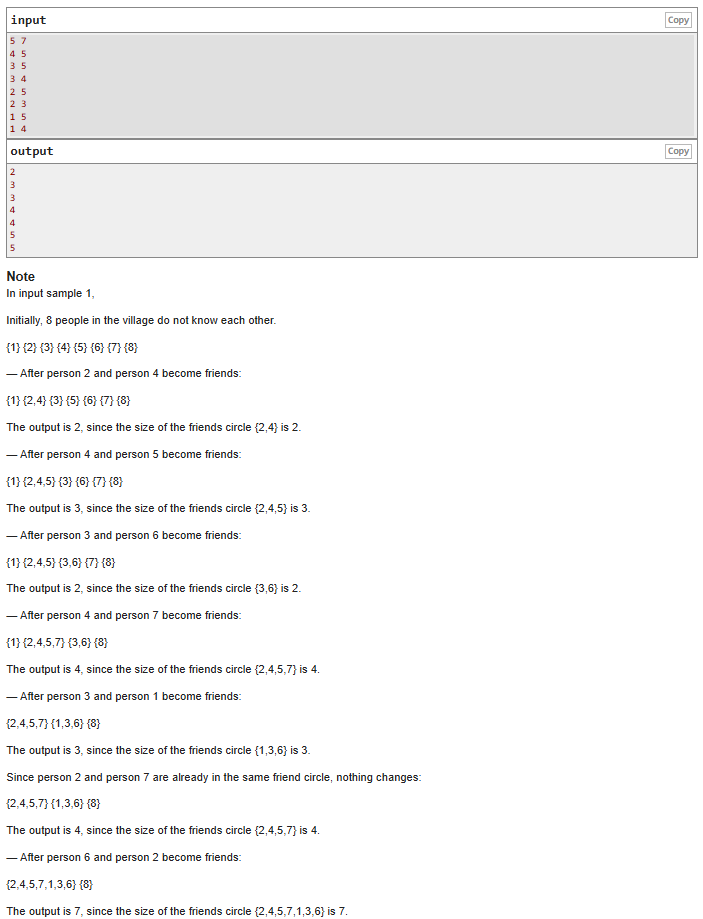 input
Copy
5 7
4 5
3 5
3 4
2 5
2 3
1 5
1 4
output
Copy
2
3
3
4
4
5
5
Note
In input sample 1,
Initially, 8 people in the village do not know each other.
{1} {2} {3} {4} {5} {6} {7} {8}
— After person 2 and person 4 become friends:
{1} {2,4} {3} {5} {6} {7} {8}
The output is 2, since the size of the friends circle {2,4} is 2.
— After person 4 and person 5 become friends:
{1} {2,4,5} {3} {6} {7} {8}
The output is 3, since the size of the friends circle {2,4,5} is 3.
— After person 3 and person 6 become friends:
{1} {2,4,5} {3,6} {7} {8}
The output is 2, since the size of the friends circle {3,6} is 2.
— After person 4 and person 7 become friends:
{1} {2,4,5,7} {3,6} {8}
The output is 4, since the size of the friends circle {2,4,5,7} is 4.
— After person 3 and person 1 become friends:
{2,4,5,7} {1,3,6} {8}
The output is 3, since the size of the friends circle {1,3,6} is 3.
Since person 2 and person 7 are already in the same friend circle, nothing changes:
{2,4,5,7} {1,3,6} {8}
The output is 4, since the size of the friends circle {2,4,5,7} is 4.
— After person 6 and person 2 become friends:
{2,4,5,7,1,3,6} {8}
The output is 7, since the size of the friends circle {2,4,5,7,1,3,6} is 7.